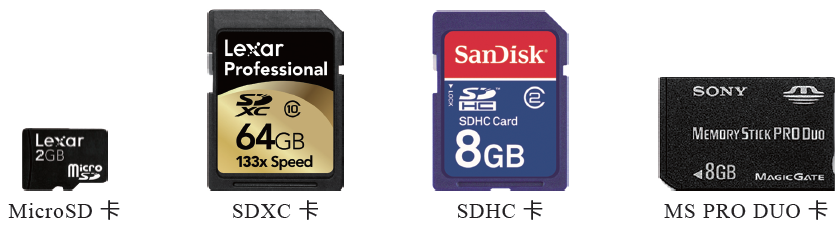 Lexar
2GB
Micro
SD
MicroSD 卡
Lexar
Professional
SD
XC
10
64GB
133x Speed
SDXC 卡
SanDisk
LOCK
SD
HC
2
SDHC Card
8GB
SDHC 卡
SONY
MEMORY STICK PRO DUO
8GB
MAGICGATE
MS PRO DUO 卡